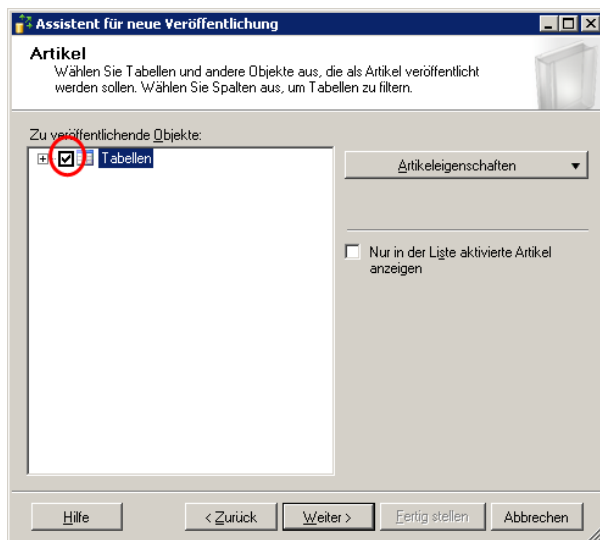 Assistent für neue Veröffentlichung
Artikel
Wählen Sie Tabellen und andere Objekte aus, die als Artikel veröffentlicht
werden sollen. Wählen Sie Spalten aus, um Tabellen zu filtern.
Zu veröffentlichende Objekte:
Tabellen
Artikeleigenschaften
Nur in der Liste aktivierte Artikel
anzeigen
Hilfe
< Zurück
Weiter >
Fertig stellen
Abbrechen